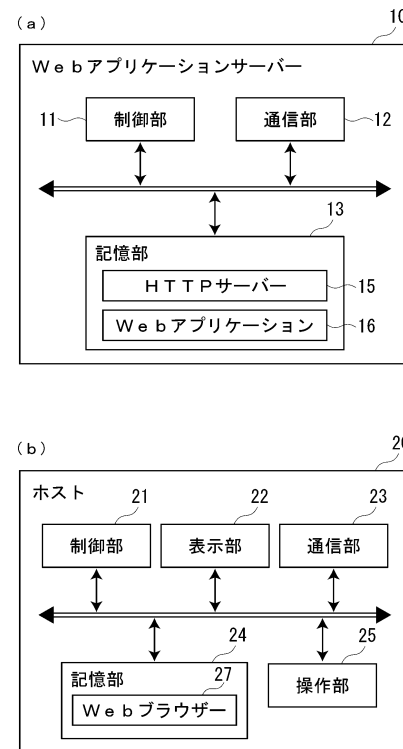 (a)
10
Webアプリケーションサーバー
11
制御部
通信部
12
13
記憶部
HTTPサーバー
15
Webアプリケーション
16
(b)
20
ホスト
21
22
23
制御部
表示部
通信部
24
25
記憶部
27
Webブラウザー
操作部